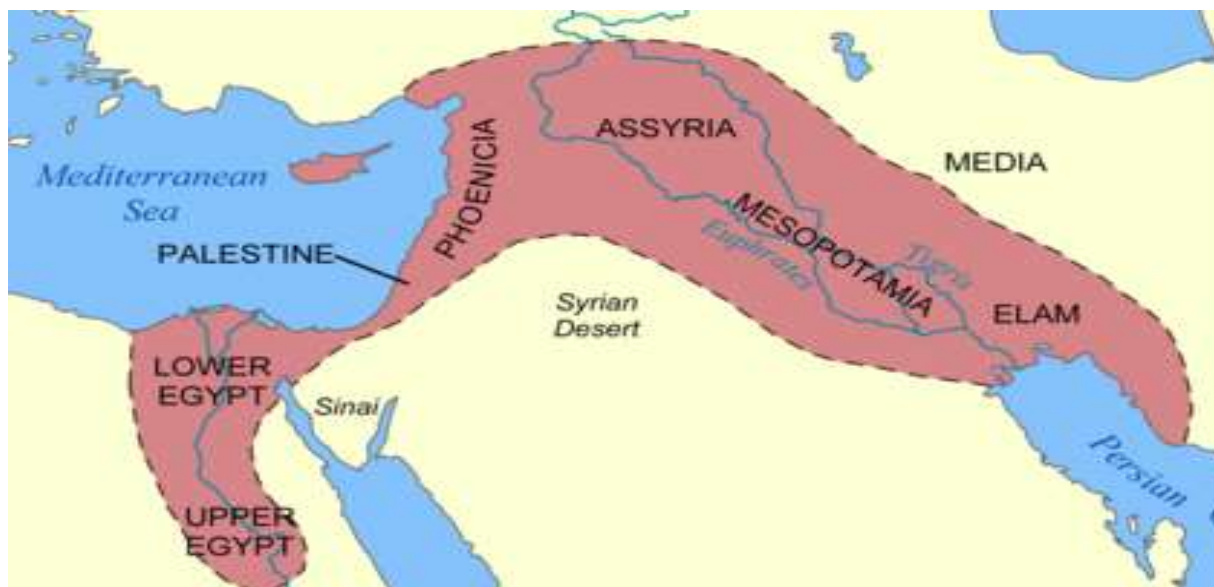 ASSYRIA
MEDIA
PHOENICIA
Mediterranean
Sea
MESOPOTAMIA
Euphrates
Tigris
PALESTINE
Syrian
Desert
ELAM
LOWER
EGYPT
Sinai
Persian
UPPER
EGYPT